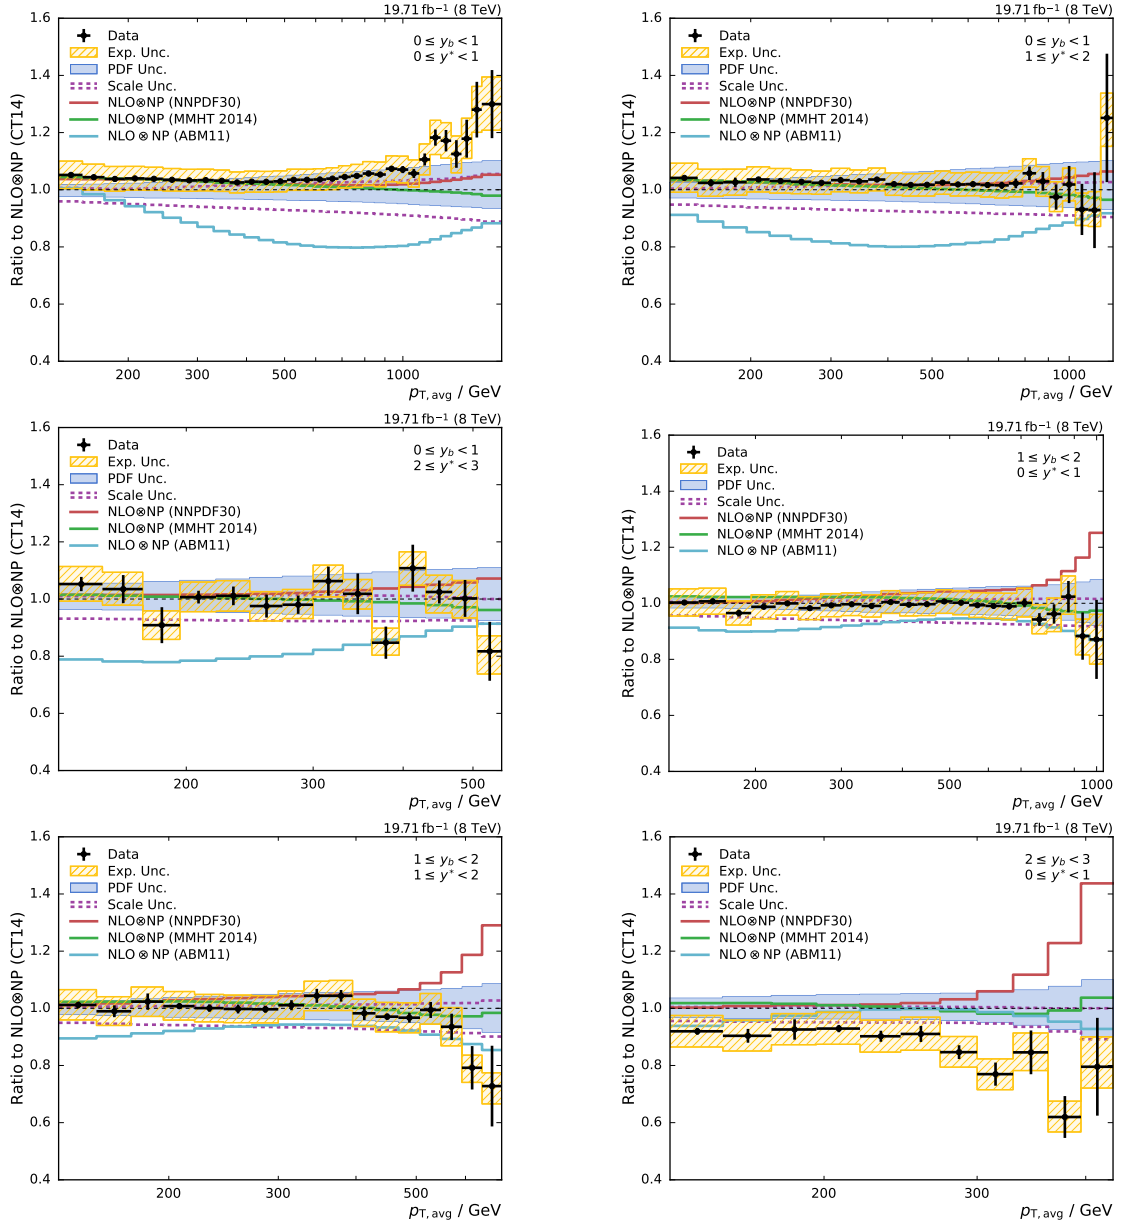 19.71 fb⁻¹ (8 TeV)
Ratio to NLO⊗NP (CT14)
1.6
1.4
1.2
1.0
0.8
0.6
0.4
Data
Exp. Unc.
PDF Unc.
Scale Unc.
NLO⊗NP (NNPDF30)
NLO⊗NP (MMHT 2014)
NLO ⊗ NP (ABM11)
0 ≤ y_b < 1
0 ≤ y* < 1
200 300 500 1000
p_T,avg / GeV
19.71 fb⁻¹ (8 TeV)
Ratio to NLO⊗NP (CT14)
1.6
1.4
1.2
1.0
0.8
0.6
0.4
Data
Exp. Unc.
PDF Unc.
Scale Unc.
NLO⊗NP (NNPDF30)
NLO⊗NP (MMHT 2014)
NLO ⊗ NP (ABM11)
0 ≤ y_b < 1
1 ≤ y* < 2
200 300 500 1000
p_T,avg / GeV
19.71 fb⁻¹ (8 TeV)
Ratio to NLO⊗NP (CT14)
1.6
1.4
1.2
1.0
0.8
0.6
0.4
Data
Exp. Unc.
PDF Unc.
Scale Unc.
NLO⊗NP (NNPDF30)
NLO⊗NP (MMHT 2014)
NLO ⊗ NP (ABM11)
0 ≤ y_b < 1
2 ≤ y* < 3
200 300 500
p_T,avg / GeV
19.71 fb⁻¹ (8 TeV)
Ratio to NLO⊗NP (CT14)
1.6
1.4
1.2
1.0
0.8
0.6
0.4
Data
Exp. Unc.
PDF Unc.
Scale Unc.
NLO⊗NP (NNPDF30)
NLO⊗NP (MMHT 2014)
NLO ⊗ NP (ABM11)
1 ≤ y_b < 2
0 ≤ y* < 1
200 300 500 1000
p_T,avg / GeV
19.71 fb⁻¹ (8 TeV)
Ratio to NLO⊗NP (CT14)
1.6
1.4
1.2
1.0
0.8
0.6
0.4
Data
Exp. Unc.
PDF Unc.
Scale Unc.
NLO⊗NP (NNPDF30)
NLO⊗NP (MMHT 2014)
NLO ⊗ NP (ABM11)
1 ≤ y_b < 2
1 ≤ y* < 2
200 300 500
p_T,avg / GeV
19.71 fb⁻¹ (8 TeV)
Ratio to NLO⊗NP (CT14)
1.6
1.4
1.2
1.0
0.8
0.6
0.4
Data
Exp. Unc.
PDF Unc.
Scale Unc.
NLO⊗NP (NNPDF30)
NLO⊗NP (MMHT 2014)
NLO ⊗ NP (ABM11)
2 ≤ y_b < 3
0 ≤ y* < 1
200 300
p_T,avg / GeV